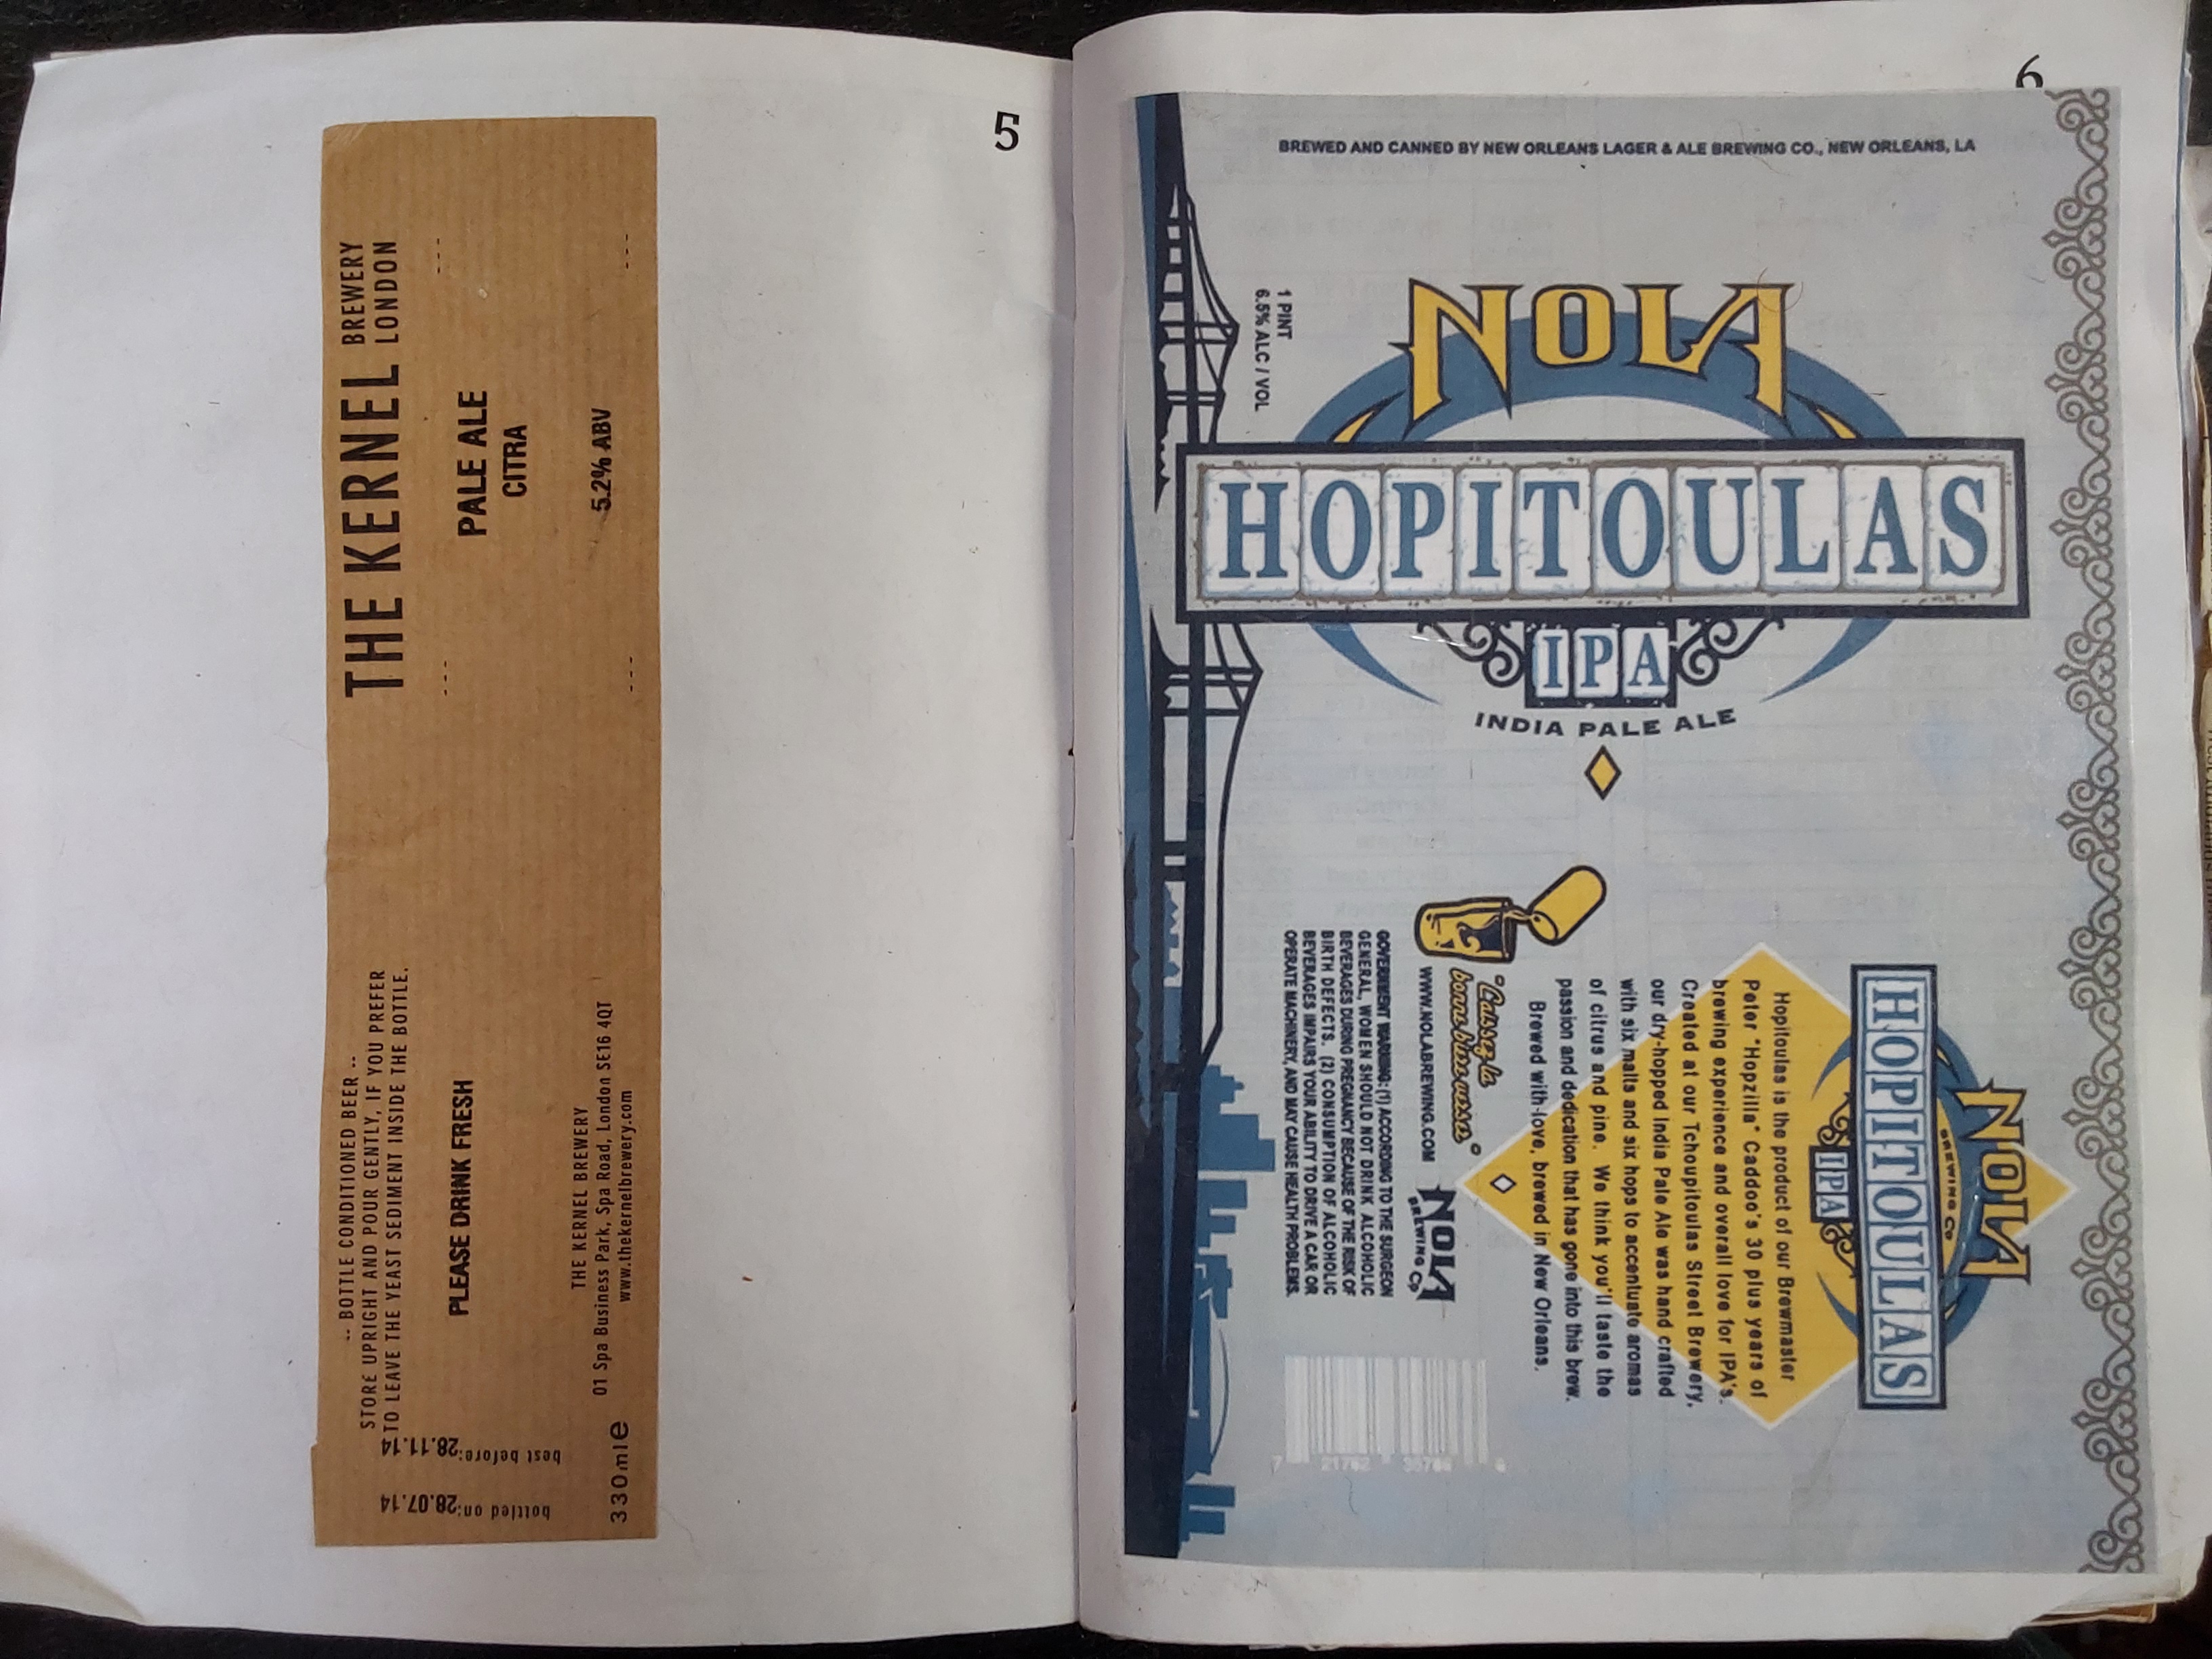 5
THE KERNEL BREWERY
LONDON
PALE ALE
CITRA
5.2% ABV
-- BOTTLE CONDITIONED BEER --
STORE UPRIGHT AND POUR GENTLY, IF YOU PREFER
TO LEAVE THE YEAST SEDIMENT INSIDE THE BOTTLE.
PLEASE DRINK FRESH
THE KERNEL BREWERY
01 Spa Business Park, Spa Road, London SE16 4QT
www.thekernelbrewery.com
best before: 28.11.14
bottled on: 28.07.14
330ml e
6
BREWED AND CANNED BY NEW ORLEANS LAGER & ALE BREWING CO., NEW ORLEANS, LA
1 PINT
6.5% ALC / VOL
NOLA
HOPITOULAS
IPA
INDIA PALE ALE
NOLA
BREWING CO
HOPITOULAS
IPA
Hopitoulas is the product of our Brewmaster
Peter "Hopzilla" Caddoo's 30 plus years of
brewing experience and overall love for IPA's.
Created at our Tchoupitoulas Street Brewery,
our dry-hopped India Pale Ale was hand crafted
with six malts and six hops to accentuate aromas
of citrus and pine. We think you'll taste the
passion and dedication that has gone into this brew.
Brewed with love, brewed in New Orleans.
"Laissez-la
bonne bière verser"
WWW.NOLABREWING.COM
NOLA
BREWING CO
GOVERNMENT WARNING: (1) ACCORDING TO THE SURGEON
GENERAL, WOMEN SHOULD NOT DRINK ALCOHOLIC
BEVERAGES DURING PREGNANCY BECAUSE OF THE RISK OF
BIRTH DEFECTS. (2) CONSUMPTION OF ALCOHOLIC
BEVERAGES IMPAIRS YOUR ABILITY TO DRIVE A CAR OR
OPERATE MACHINERY, AND MAY CAUSE HEALTH PROBLEMS.